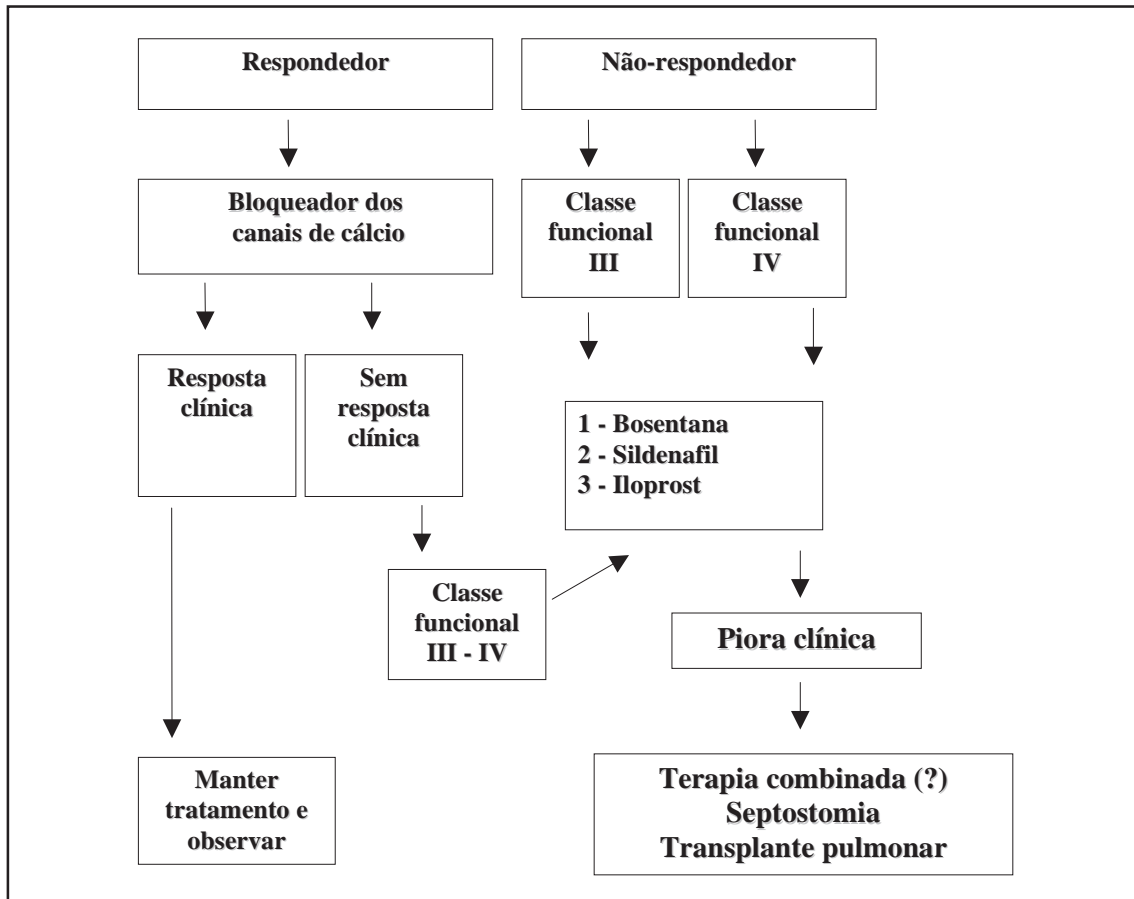 Respondedor
Não-respondedor
Bloqueador dos
canais de cálcio
Classe
funcional
III
Classe
funcional
IV
Resposta
clínica
Sem
resposta
clínica
1 - Bosentana
2 - Sildenafil
3 - Iloprost
Classe
funcional
III - IV
Piora clínica
Manter
tratamento e
observar
Terapia combinada (?)
Septostomia
Transplante pulmonar